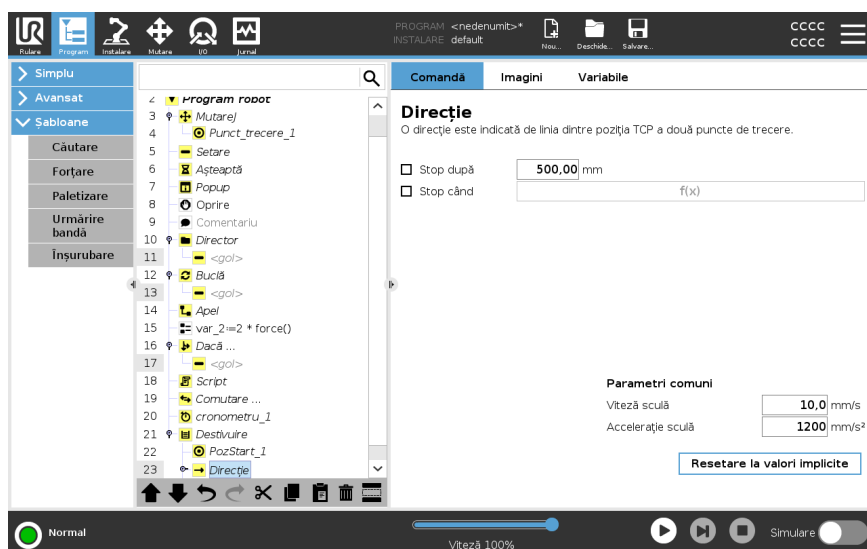 PROGRAM <nedenumit>*
INSTALARE default
cccc
cccc
Rulare
Program
Instalare
Mutare
I/O
Jurnal
Nou...
Deschide...
Salvare...
Simplu
Avansat
Șabloane
Căutare
Forțare
Paletizare
Urmărire
bandă
Înșurubare
2 Program robot
3 MutareJ
4 Punct_trecere_1
5 Setare
6 Așteaptă
7 Popup
8 Oprire
9 Comentariu
10 Director
11 <gol>
12 Buclă
13 <gol>
14 Apel
15 var_2:=2 * force()
16 Dacă ...
17 <gol>
18 Script
19 Comutare ...
20 cronometru_1
21 Destivuire
22 PozStart_1
23 Direcție
Comandă
Imagini
Variabile
Direcție
O direcție este indicată de linia dintre poziția TCP a două puncte de trecere.
Stop după 500,00 mm
Stop când f(x)
Parametri comuni
Viteză sculă 10,0 mm/s
Accelerație sculă 1200 mm/s²
Resetare la valori implicite
Normal
Viteză 100%
Simulare